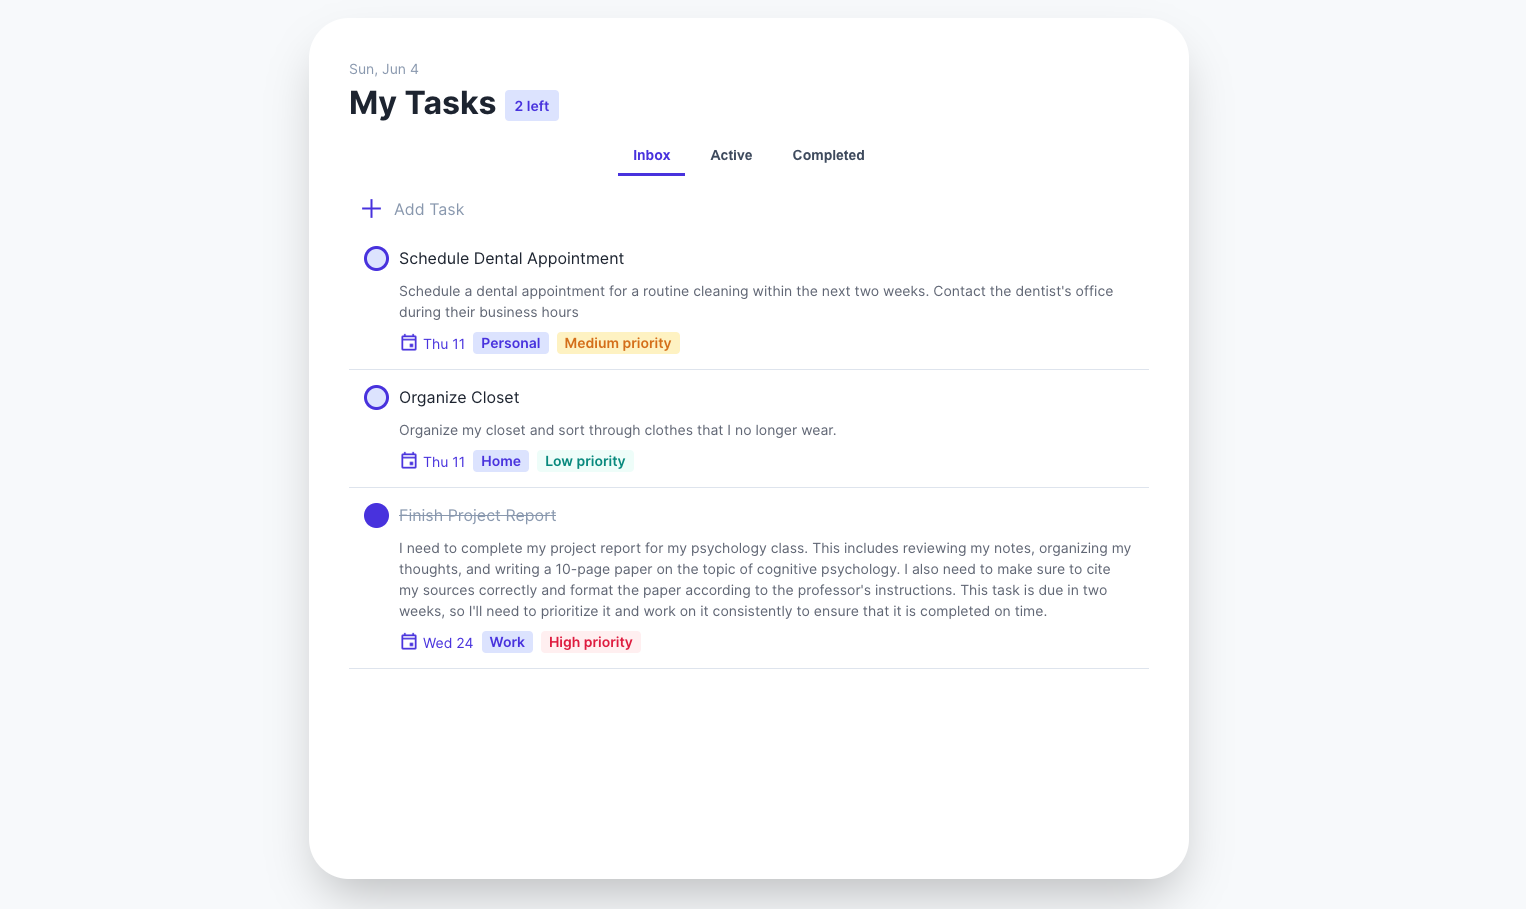 Sun, Jun 4
My Tasks 2 left
Inbox Active Completed
Add Task
Schedule Dental Appointment
Schedule a dental appointment for a routine cleaning within the next two weeks. Contact the dentist's office
during their business hours
Thu 11 Personal Medium priority
Organize Closet
Organize my closet and sort through clothes that I no longer wear.
Thu 11 Home Low priority
Finish Project Report
I need to complete my project report for my psychology class. This includes reviewing my notes, organizing my
thoughts, and writing a 10-page paper on the topic of cognitive psychology. I also need to make sure to cite
my sources correctly and format the paper according to the professor's instructions. This task is due in two
weeks, so I'll need to prioritize it and work on it consistently to ensure that it is completed on time.
Wed 24 Work High priority